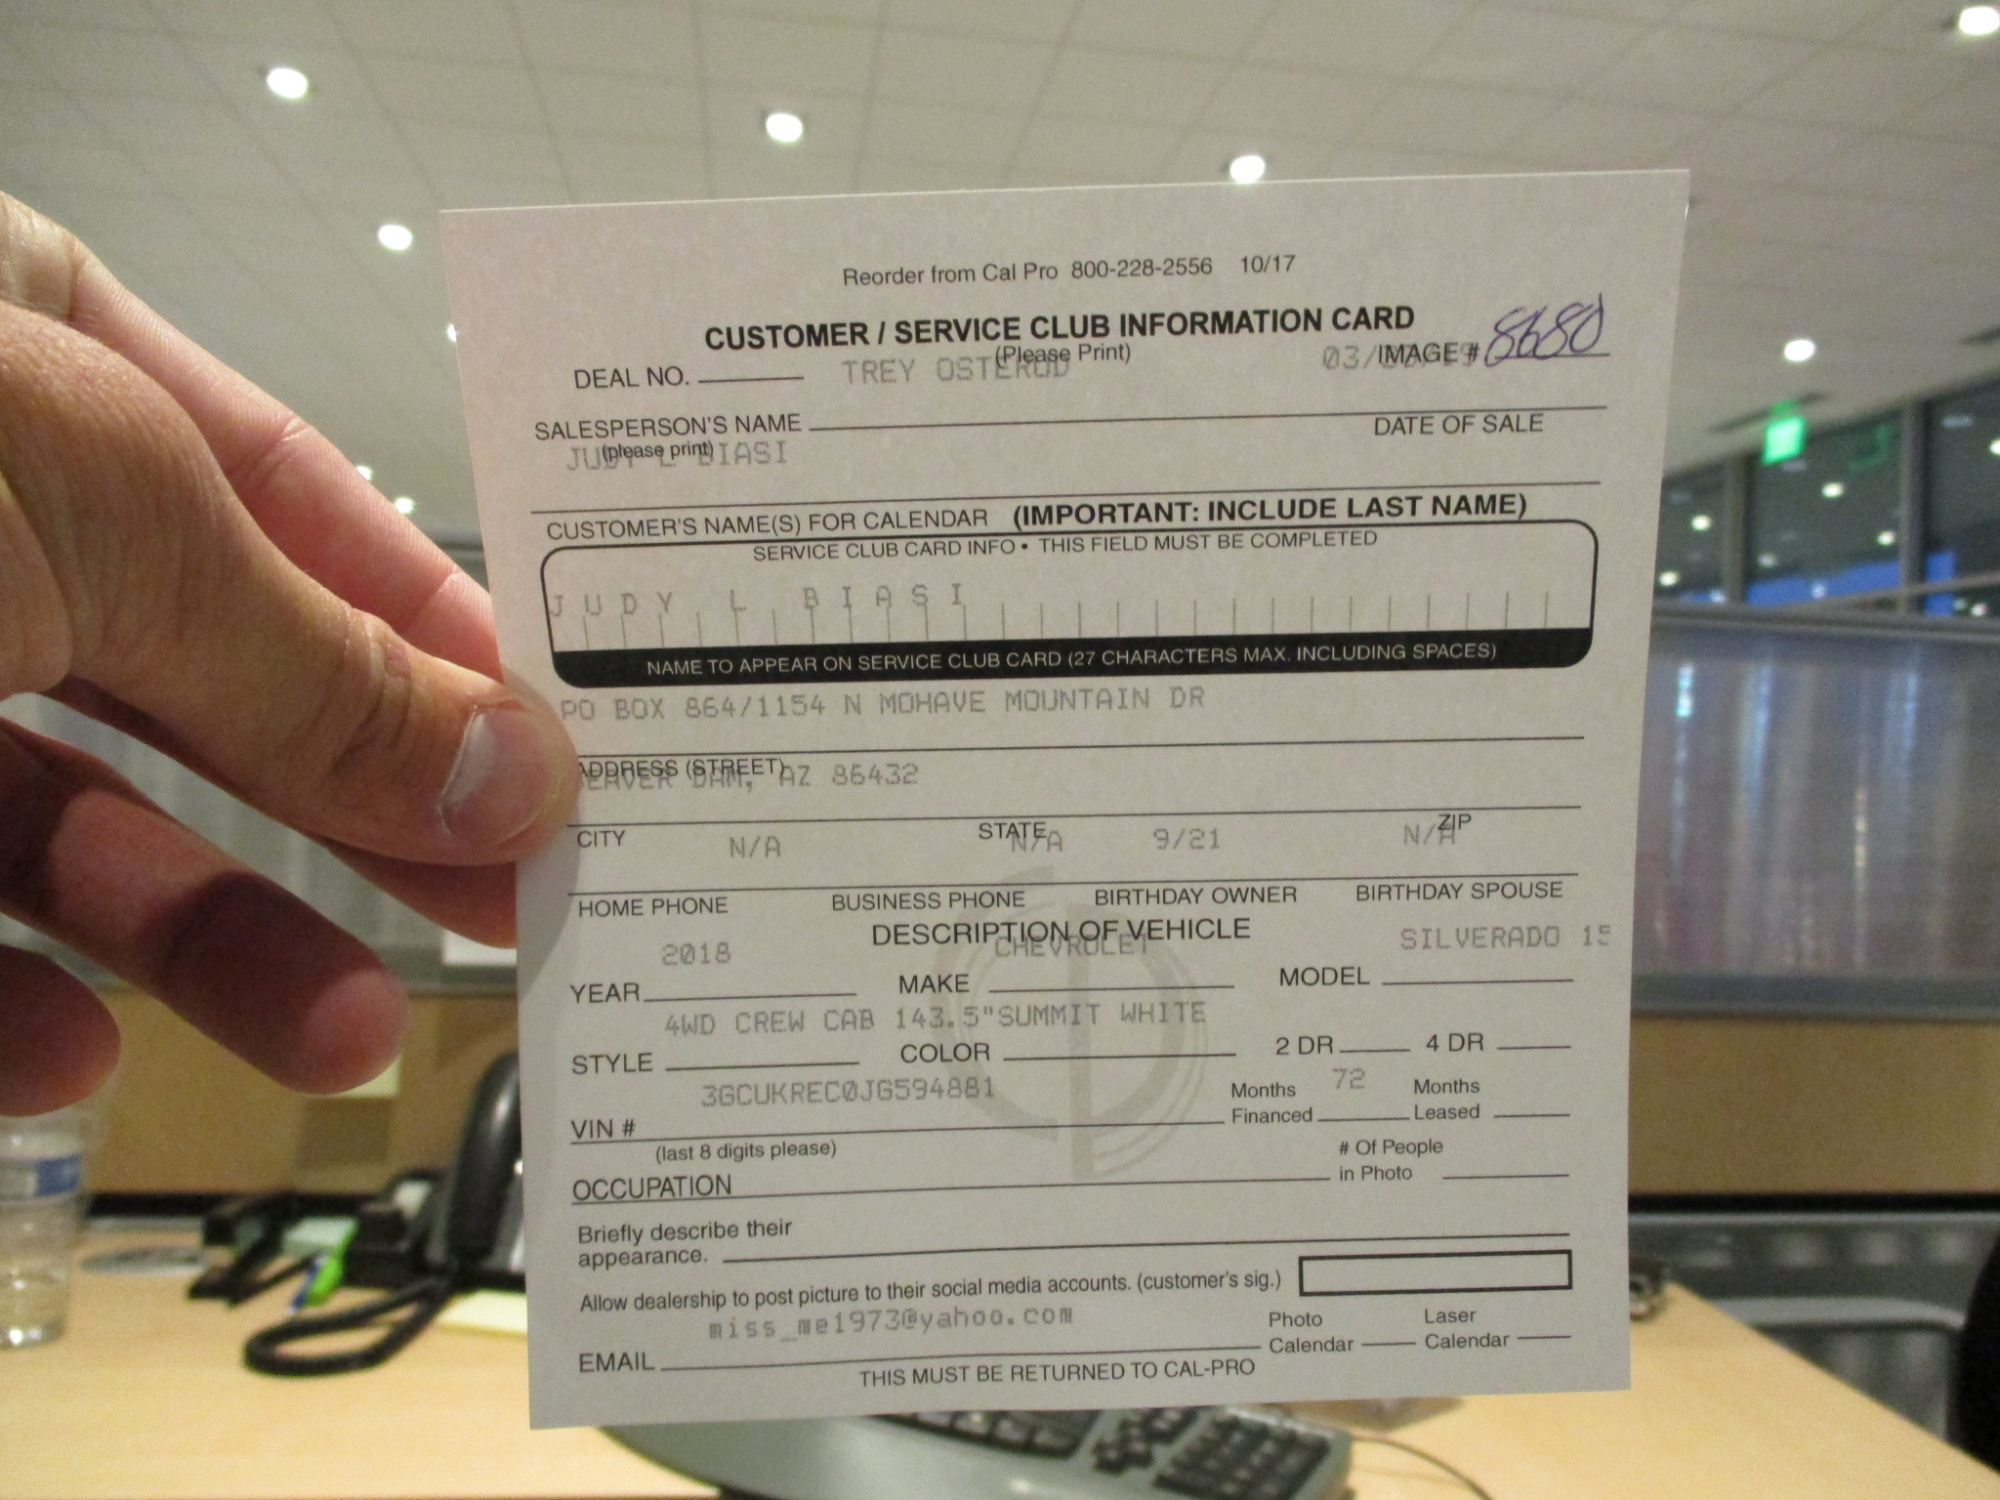 Reorder from Cal Pro 800-228-2556 10/17
CUSTOMER / SERVICE CLUB INFORMATION CARD
(Please Print)
DEAL NO. TREY OSTEROD 03/ IMAGE # 8680
SALESPERSON'S NAME DATE OF SALE
(please print)
JUDY L BIASI
CUSTOMER'S NAME(S) FOR CALENDAR (IMPORTANT: INCLUDE LAST NAME)
SERVICE CLUB CARD INFO • THIS FIELD MUST BE COMPLETED
JUDY L BIASI
NAME TO APPEAR ON SERVICE CLUB CARD (27 CHARACTERS MAX. INCLUDING SPACES)
PO BOX 864/1154 N MOHAVE MOUNTAIN DR
ADDRESS (STREET)
EAVER DAM, AZ 86432
CITY STATE ZIP
N/A N/A 9/21 N/A
HOME PHONE BUSINESS PHONE BIRTHDAY OWNER BIRTHDAY SPOUSE
DESCRIPTION OF VEHICLE
2018 CHEVROLET SILVERADO 15
YEAR MAKE MODEL
4WD CREW CAB 143.5"SUMMIT WHITE
STYLE COLOR 2 DR 4 DR
3GCUKREC0JG594881 Months Financed 72 Months Leased
VIN #
(last 8 digits please) # Of People in Photo
OCCUPATION
Briefly describe their
appearance.
Allow dealership to post picture to their social media accounts. (customer's sig.)
miss_me1973@yahoo.com Photo Calendar Laser Calendar
EMAIL
THIS MUST BE RETURNED TO CAL-PRO